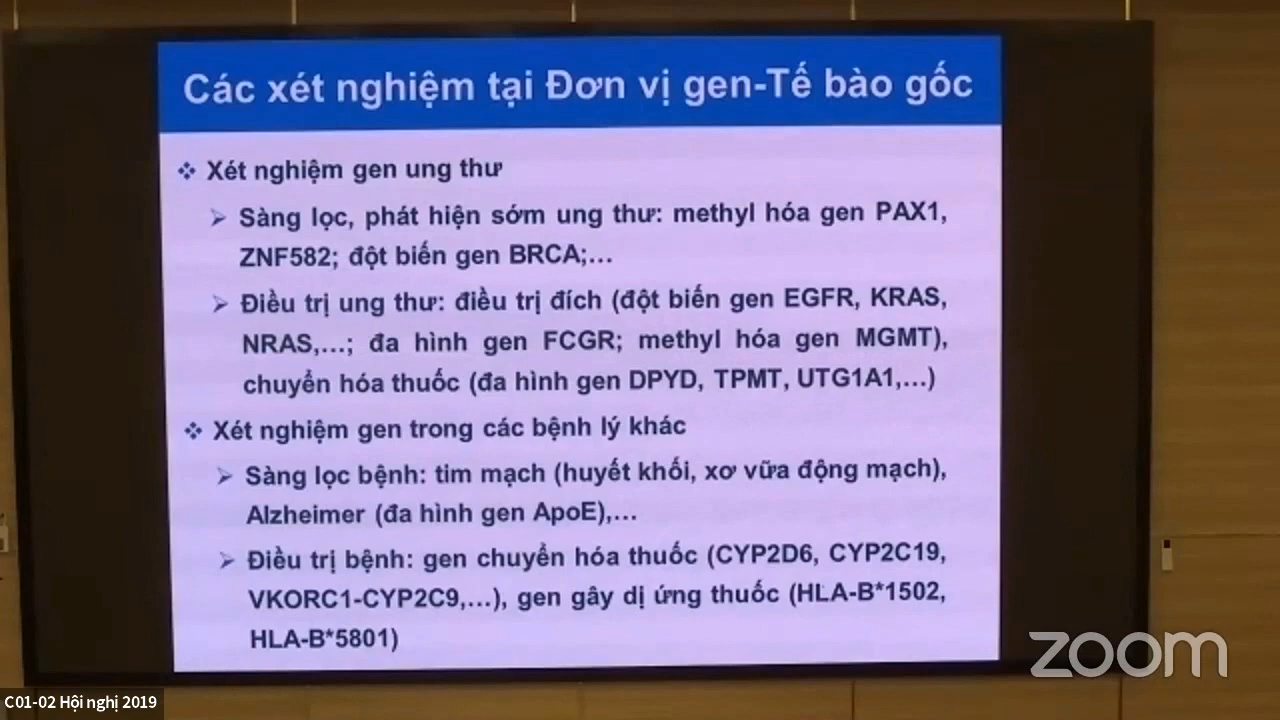 Các xét nghiệm tại Đơn vị gen-Tế bào gốc
Xét nghiệm gen ung thư
Sàng lọc, phát hiện sớm ung thư: methyl hóa gen PAX1,
ZNF582; đột biến gen BRCA;...
Điều trị ung thư: điều trị đích (đột biến gen EGFR, KRAS,
NRAS,...; đa hình gen FCGR; methyl hóa gen MGMT),
chuyển hóa thuốc (đa hình gen DPYD, TPMT, UTG1A1,...)
Xét nghiệm gen trong các bệnh lý khác
Sàng lọc bệnh: tim mạch (huyết khối, xơ vữa động mạch),
Alzheimer (đa hình gen ApoE),...
Điều trị bệnh: gen chuyển hóa thuốc (CYP2D6, CYP2C19,
VKORC1-CYP2C9,...), gen gây dị ứng thuốc (HLA-B*1502,
HLA-B*5801)
zoom
C01-02 Hội nghị 2019